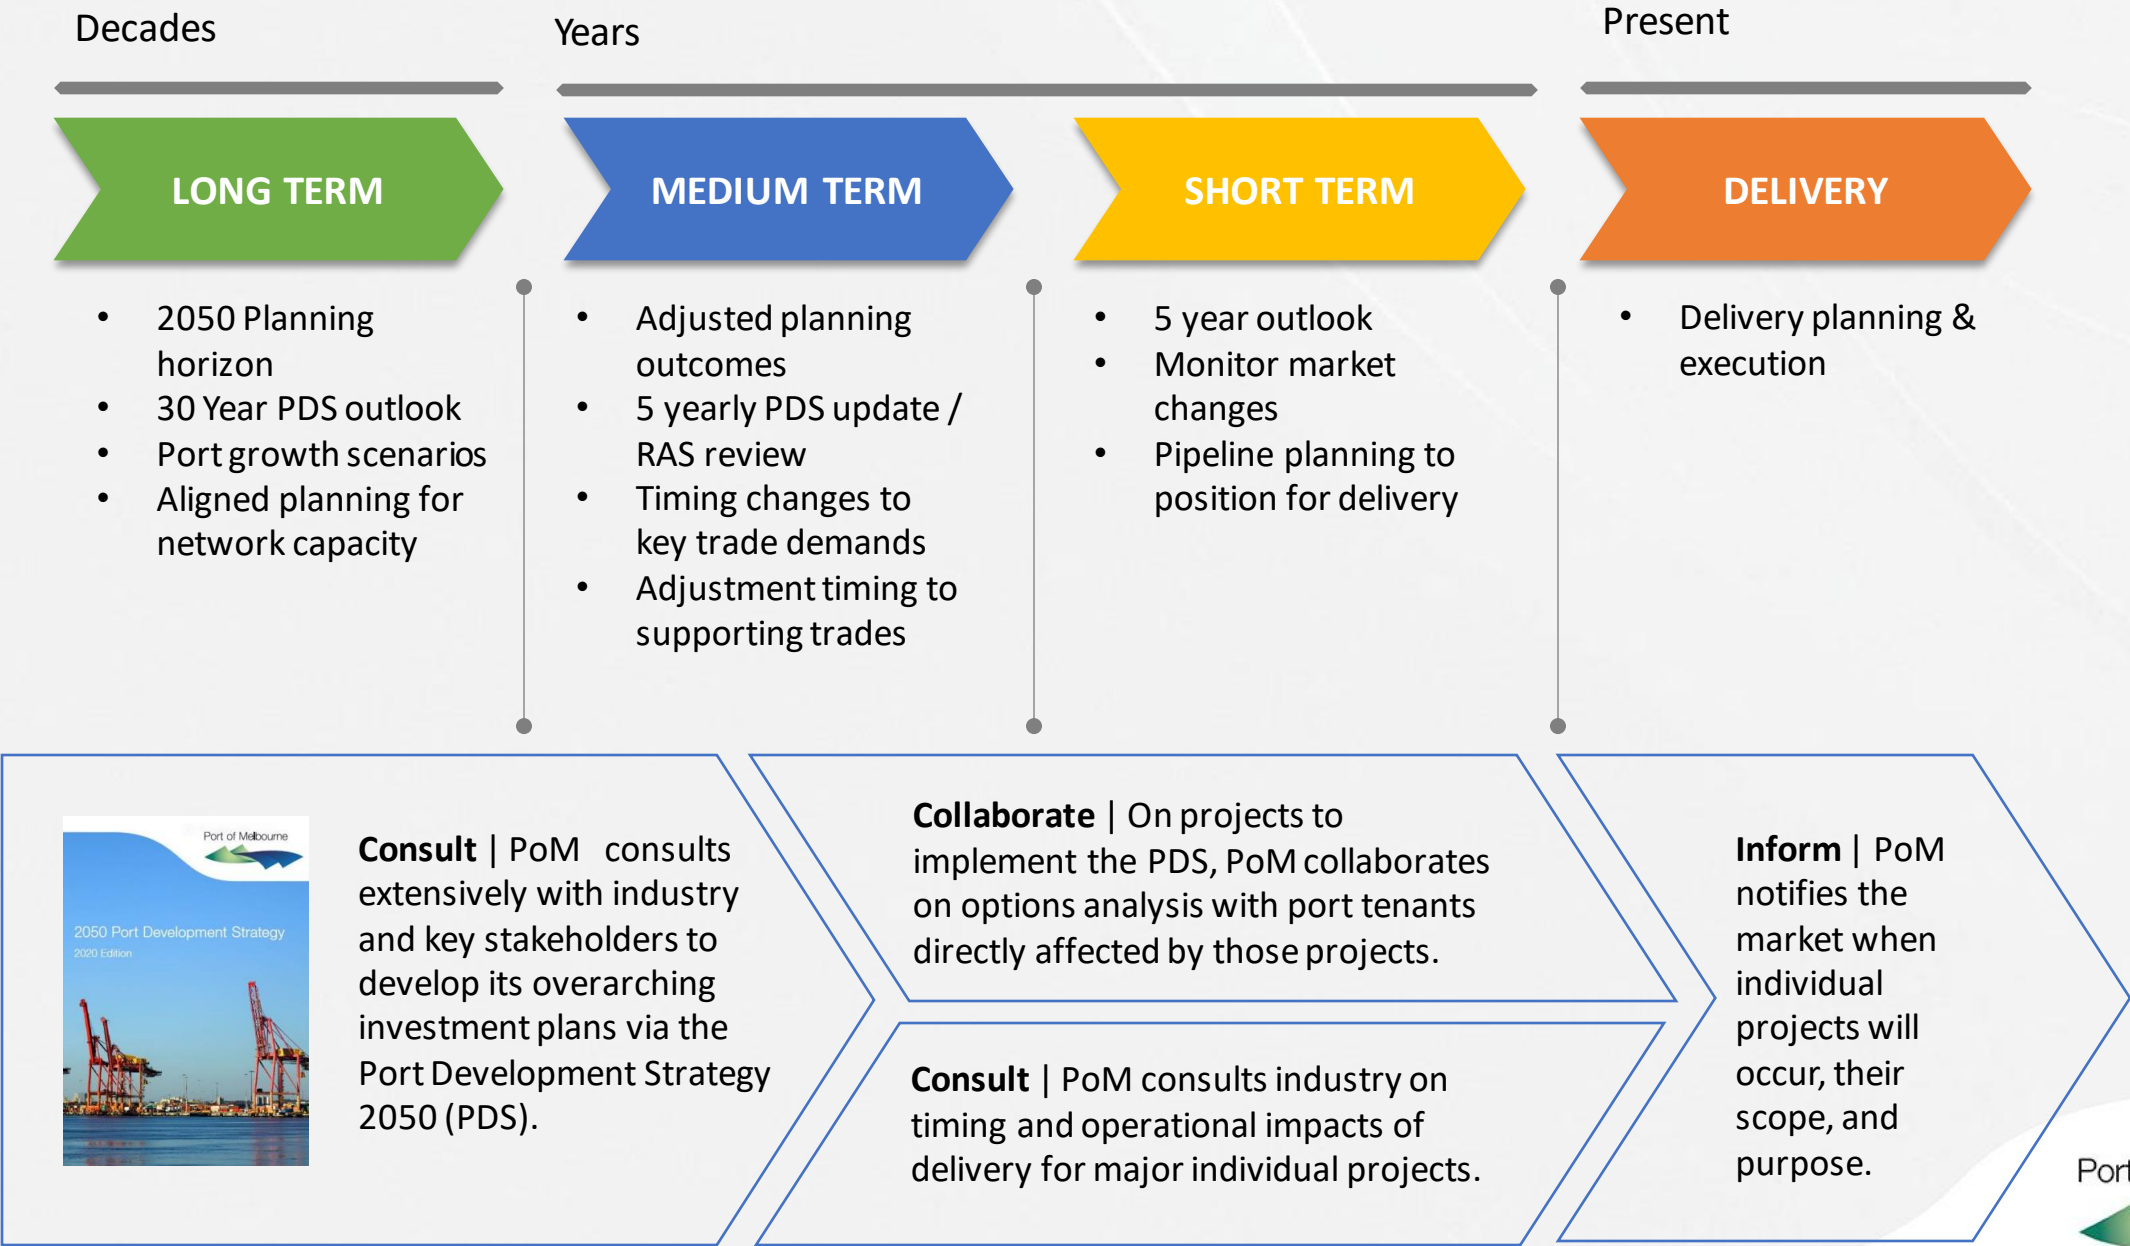 Decades
Years
Present
LONG TERM
MEDIUM TERM
SHORT TERM
DELIVERY
• 2050 Planning
horizon
• 30 Year PDS outlook
• Port growth scenarios
• Aligned planning for
network capacity
• Adjusted planning
outcomes
• 5 yearly PDS update /
RAS review
• Timing changes to
key trade demands
• Adjustment timing to
supporting trades
• 5 year outlook
• Monitor market
changes
• Pipeline planning to
position for delivery
• Delivery planning &
execution
Port of Melbourne
2050 Port Development Strategy
2020 Edition
Consult | PoM consults
extensively with industry
and key stakeholders to
develop its overarching
investment plans via the
Port Development Strategy
2050 (PDS).
Collaborate | On projects to
implement the PDS, PoM collaborates
on options analysis with port tenants
directly affected by those projects.
Consult | PoM consults industry on
timing and operational impacts of
delivery for major individual projects.
Inform | PoM
notifies the
market when
individual
projects will
occur, their
scope, and
purpose.
Port